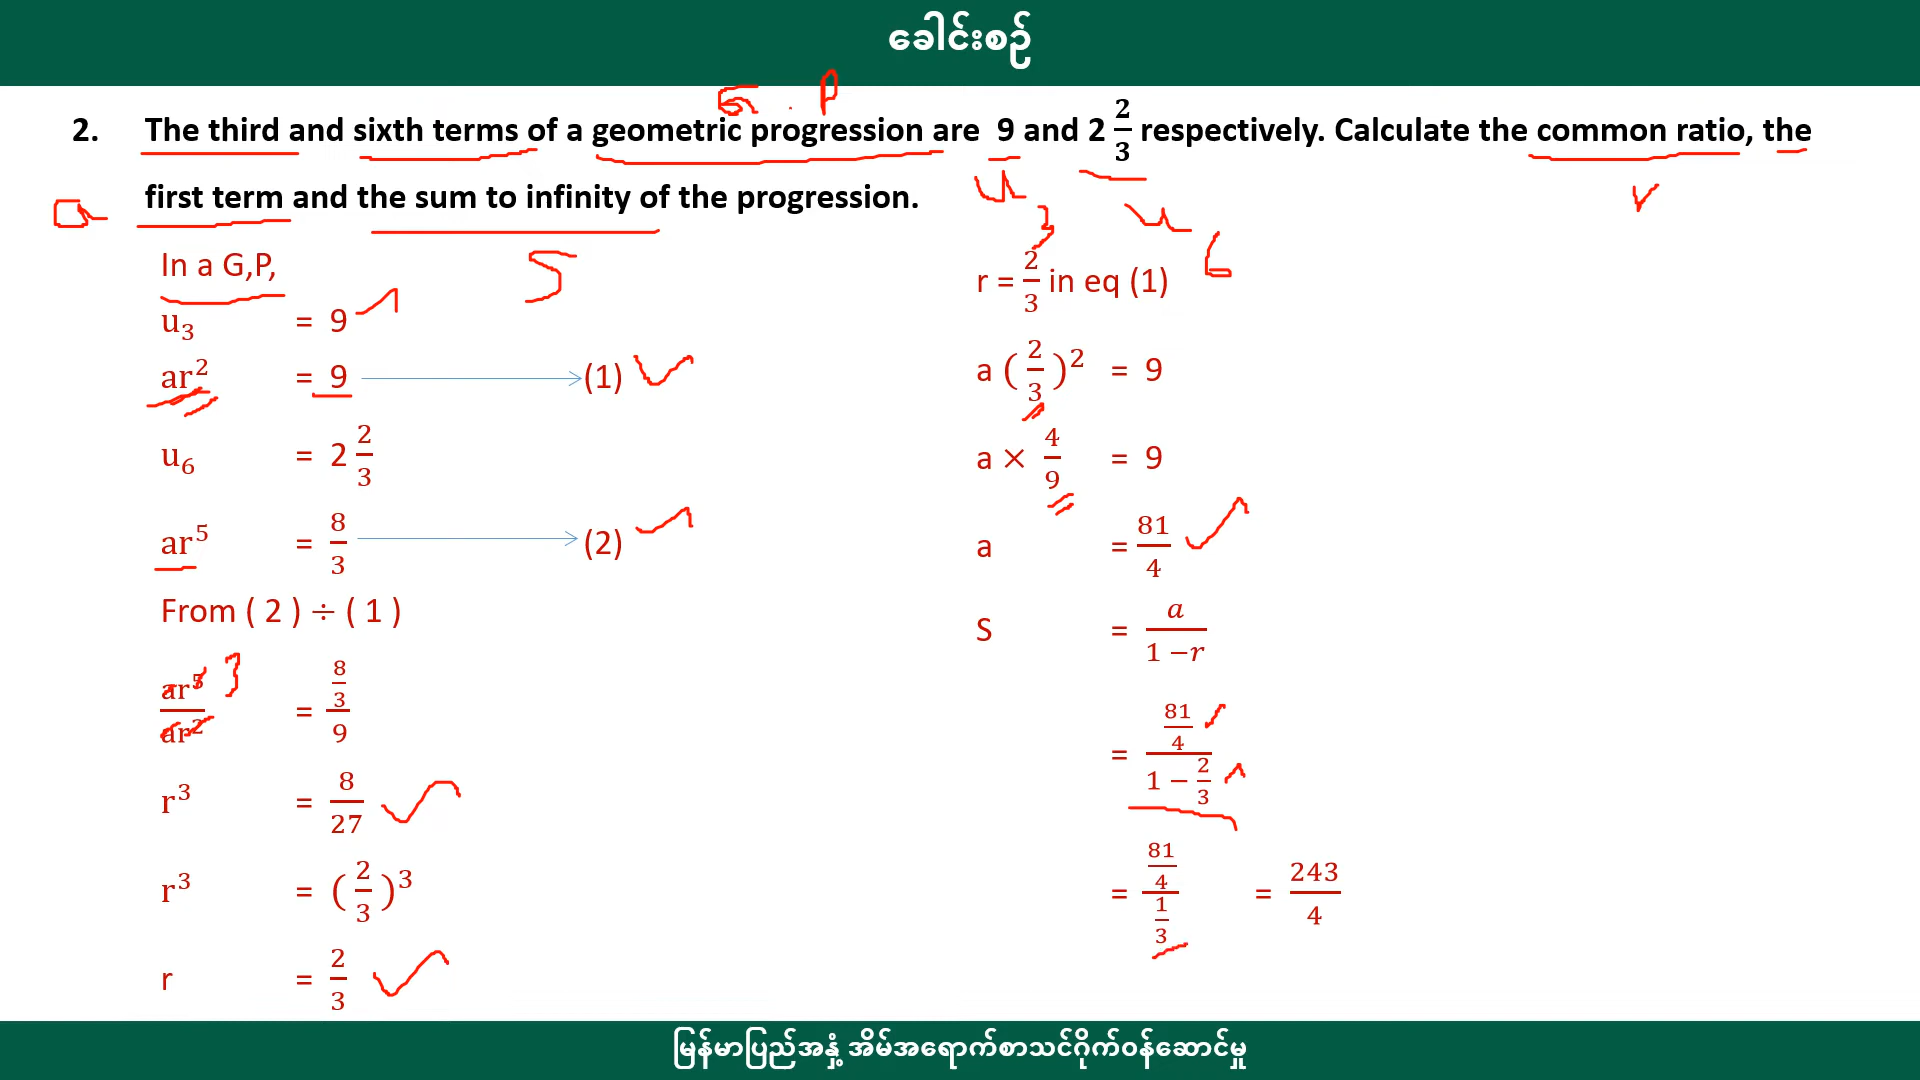 ခေါင်းစဉ်
G.P
2. The third and sixth terms of a geometric progression are 9 and 2 2/3 respectively. Calculate the common ratio, the
first term and the sum to infinity of the progression.
a
u₃
u₆
r
S
In a G,P,
u₃ = 9
ar² = 9 → (1)
u₆ = 2 2/3
ar⁵ = 8/3 → (2)
From ( 2 ) ÷ ( 1 )
ar⁵/ar² = (8/3)/9
3
r³ = 8/27
r³ = (2/3)³
r = 2/3
r = 2/3 in eq (1)
a (2/3)² = 9
a × 4/9 = 9
a = 81/4
S = a/(1 − r)
= (81/4)/(1 − 2/3)
= (81/4)/(1/3) = 243/4
မြန်မာပြည်အနှံ့ အိမ်အရောက်စာသင်ဂိုက်ဝန်ဆောင်မှု